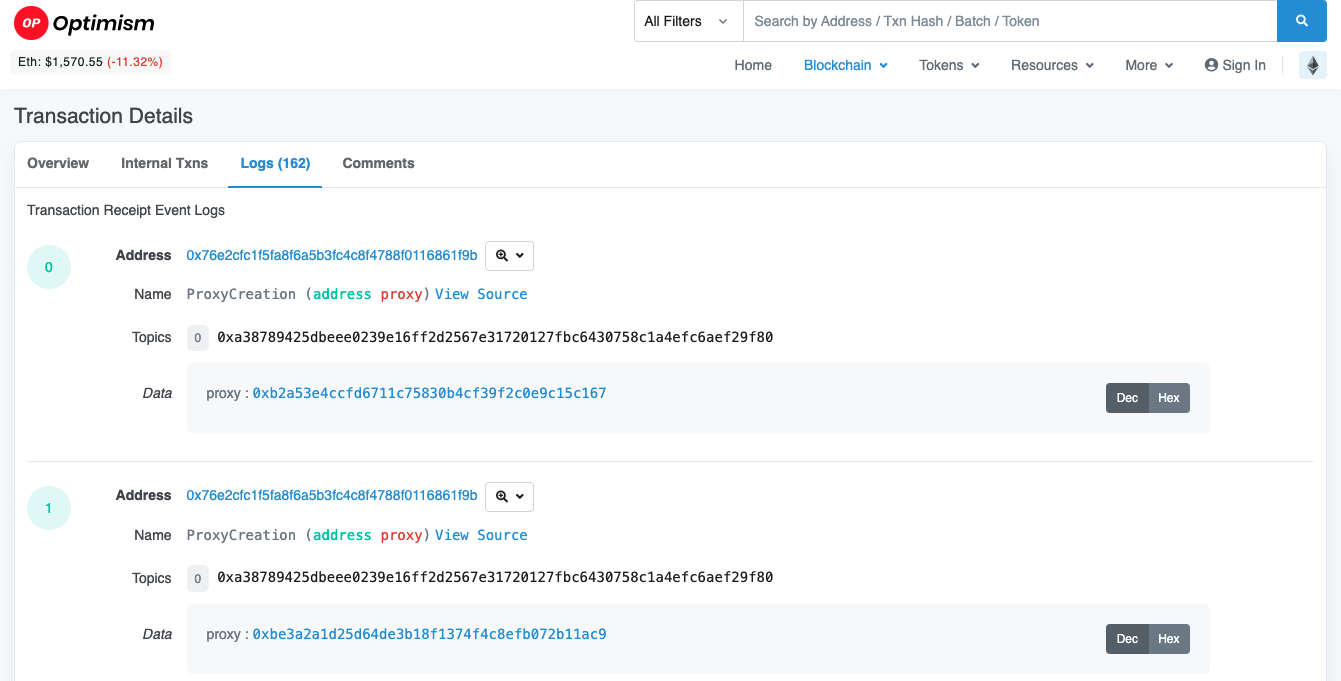 OP Optimism
All Filters
Search by Address / Txn Hash / Batch / Token
Eth: $1,570.55 (-11.32%)
Home Blockchain Tokens Resources More Sign In
Transaction Details
Overview Internal Txns Logs (162) Comments
Transaction Receipt Event Logs
0
Address 0x76e2cfc1f5fa8f6a5b3fc4c8f4788f0116861f9b
Name ProxyCreation (address proxy) View Source
Topics 0 0xa38789425dbeee0239e16ff2d2567e31720127fbc6430758c1a4efc6aef29f80
Data proxy : 0xb2a53e4ccfd6711c75830b4cf39f2c0e9c15c167 Dec Hex
1
Address 0x76e2cfc1f5fa8f6a5b3fc4c8f4788f0116861f9b
Name ProxyCreation (address proxy) View Source
Topics 0 0xa38789425dbeee0239e16ff2d2567e31720127fbc6430758c1a4efc6aef29f80
Data proxy : 0xbe3a2a1d25d64de3b18f1374f4c8efb072b11ac9 Dec Hex